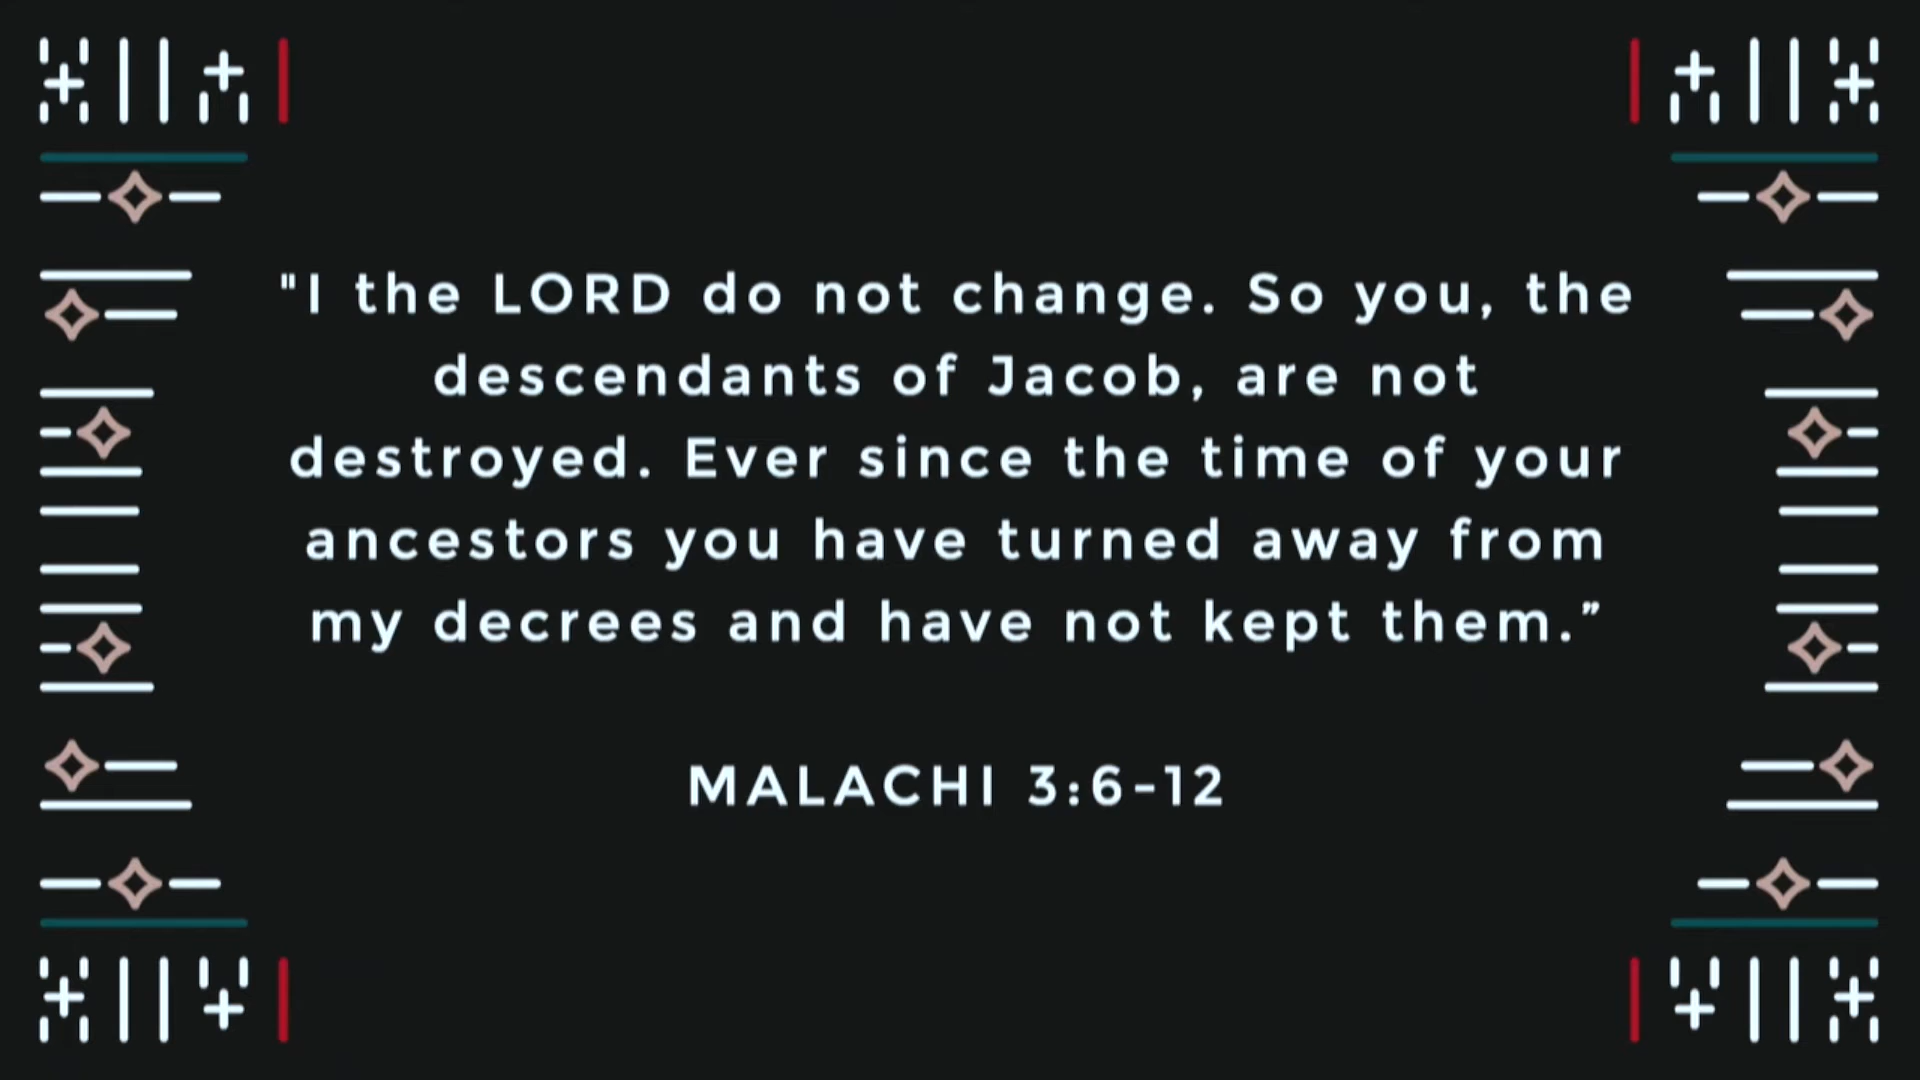 "I the LORD do not change. So you, the
descendants of Jacob, are not
destroyed. Ever since the time of your
ancestors you have turned away from
my decrees and have not kept them.”
MALACHI 3:6-12